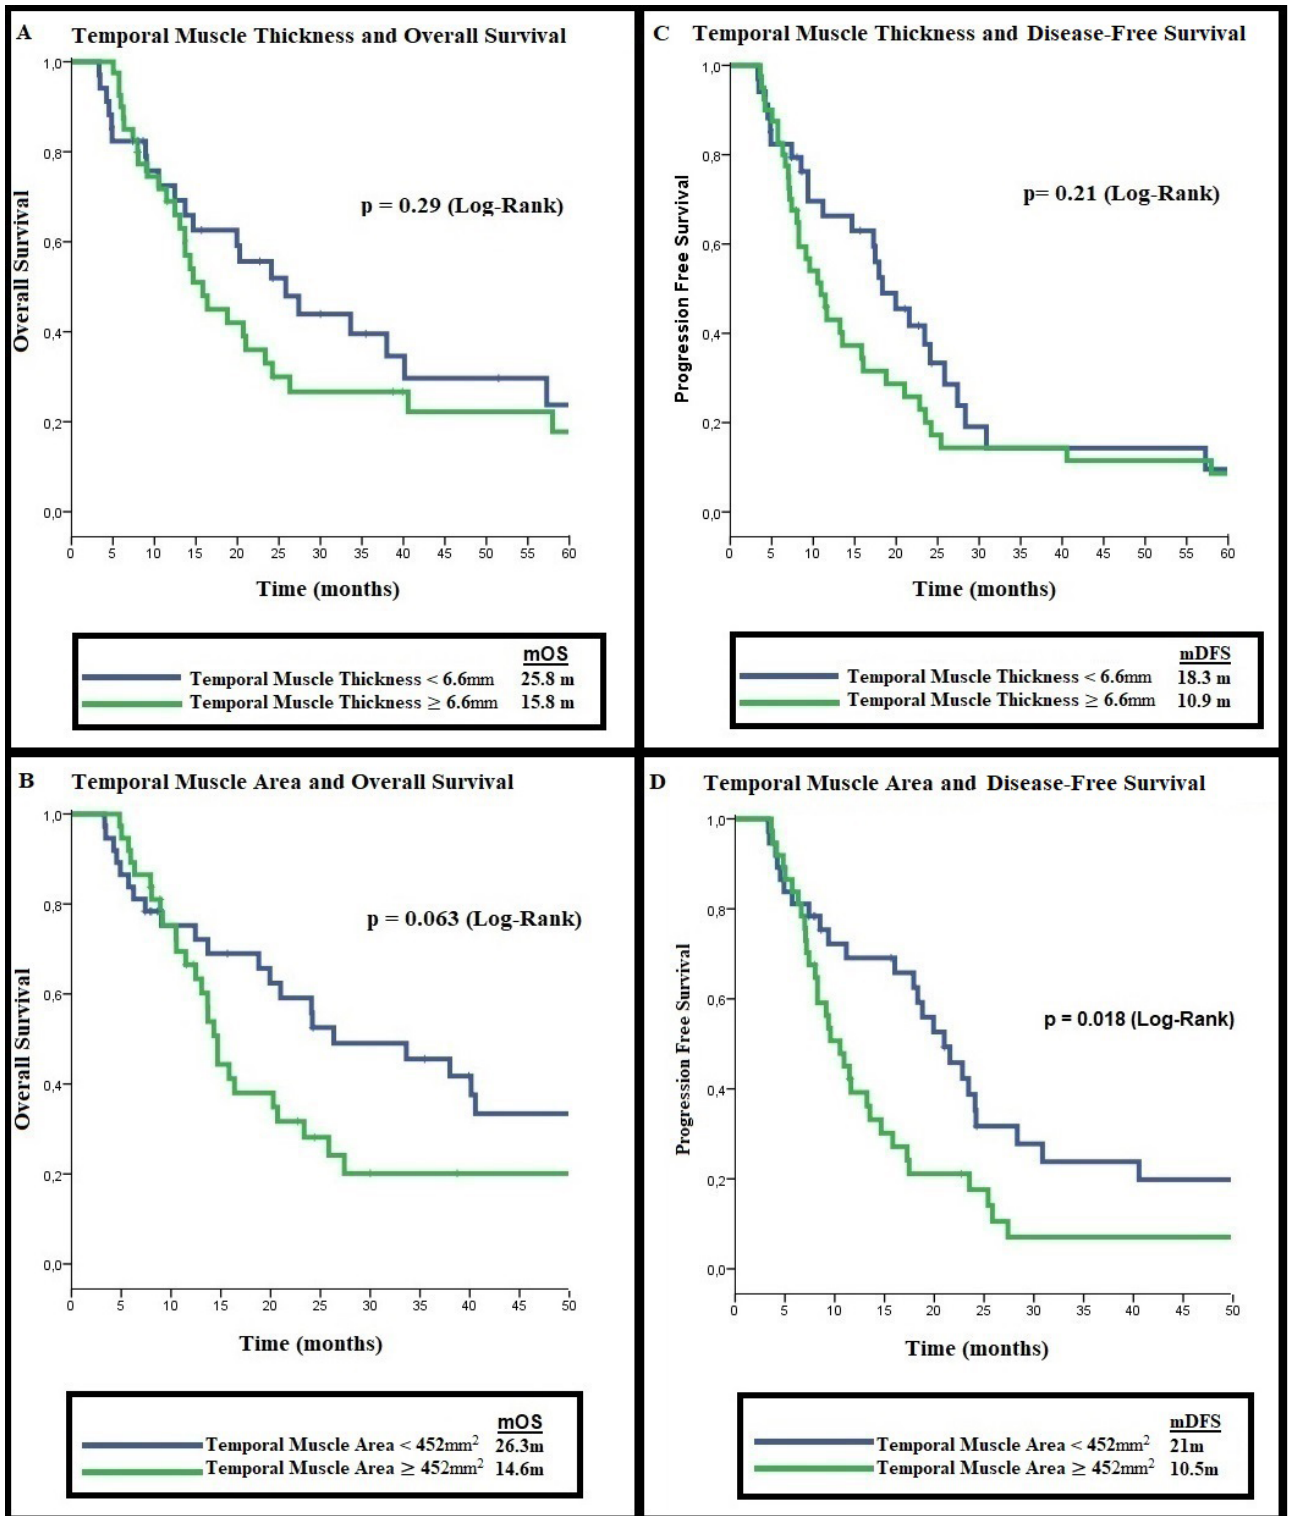 A Temporal Muscle Thickness and Overall Survival
1,0
0,8
0,6
0,4
0,2
0,0
Overall Survival
p = 0.29 (Log-Rank)
0 5 10 15 20 25 30 35 40 45 50 55 60
Time (months)
mOS
Temporal Muscle Thickness < 6.6mm 25.8 m
Temporal Muscle Thickness ≥ 6.6mm 15.8 m
C Temporal Muscle Thickness and Disease-Free Survival
1,0
0,8
0,6
0,4
0,2
0,0
Progression Free Survival
p= 0.21 (Log-Rank)
0 5 10 15 20 25 30 35 40 45 50 55 60
Time (months)
mDFS
Temporal Muscle Thickness < 6.6mm 18.3 m
Temporal Muscle Thickness ≥ 6.6mm 10.9 m
B Temporal Muscle Area and Overall Survival
1,0
0,8
0,6
0,4
0,2
0,0
Overall Survival
p = 0.063 (Log-Rank)
0 5 10 15 20 25 30 35 40 45 50
Time (months)
mOS
Temporal Muscle Area < 452mm² 26.3m
Temporal Muscle Area ≥ 452mm² 14.6m
D Temporal Muscle Area and Disease-Free Survival
1,0
0,8
0,6
0,4
0,2
0,0
Progression Free Survival
p = 0.018 (Log-Rank)
0 5 10 15 20 25 30 35 40 45 50
Time (months)
mDFS
Temporal Muscle Area < 452mm² 21m
Temporal Muscle Area ≥ 452mm² 10.5m